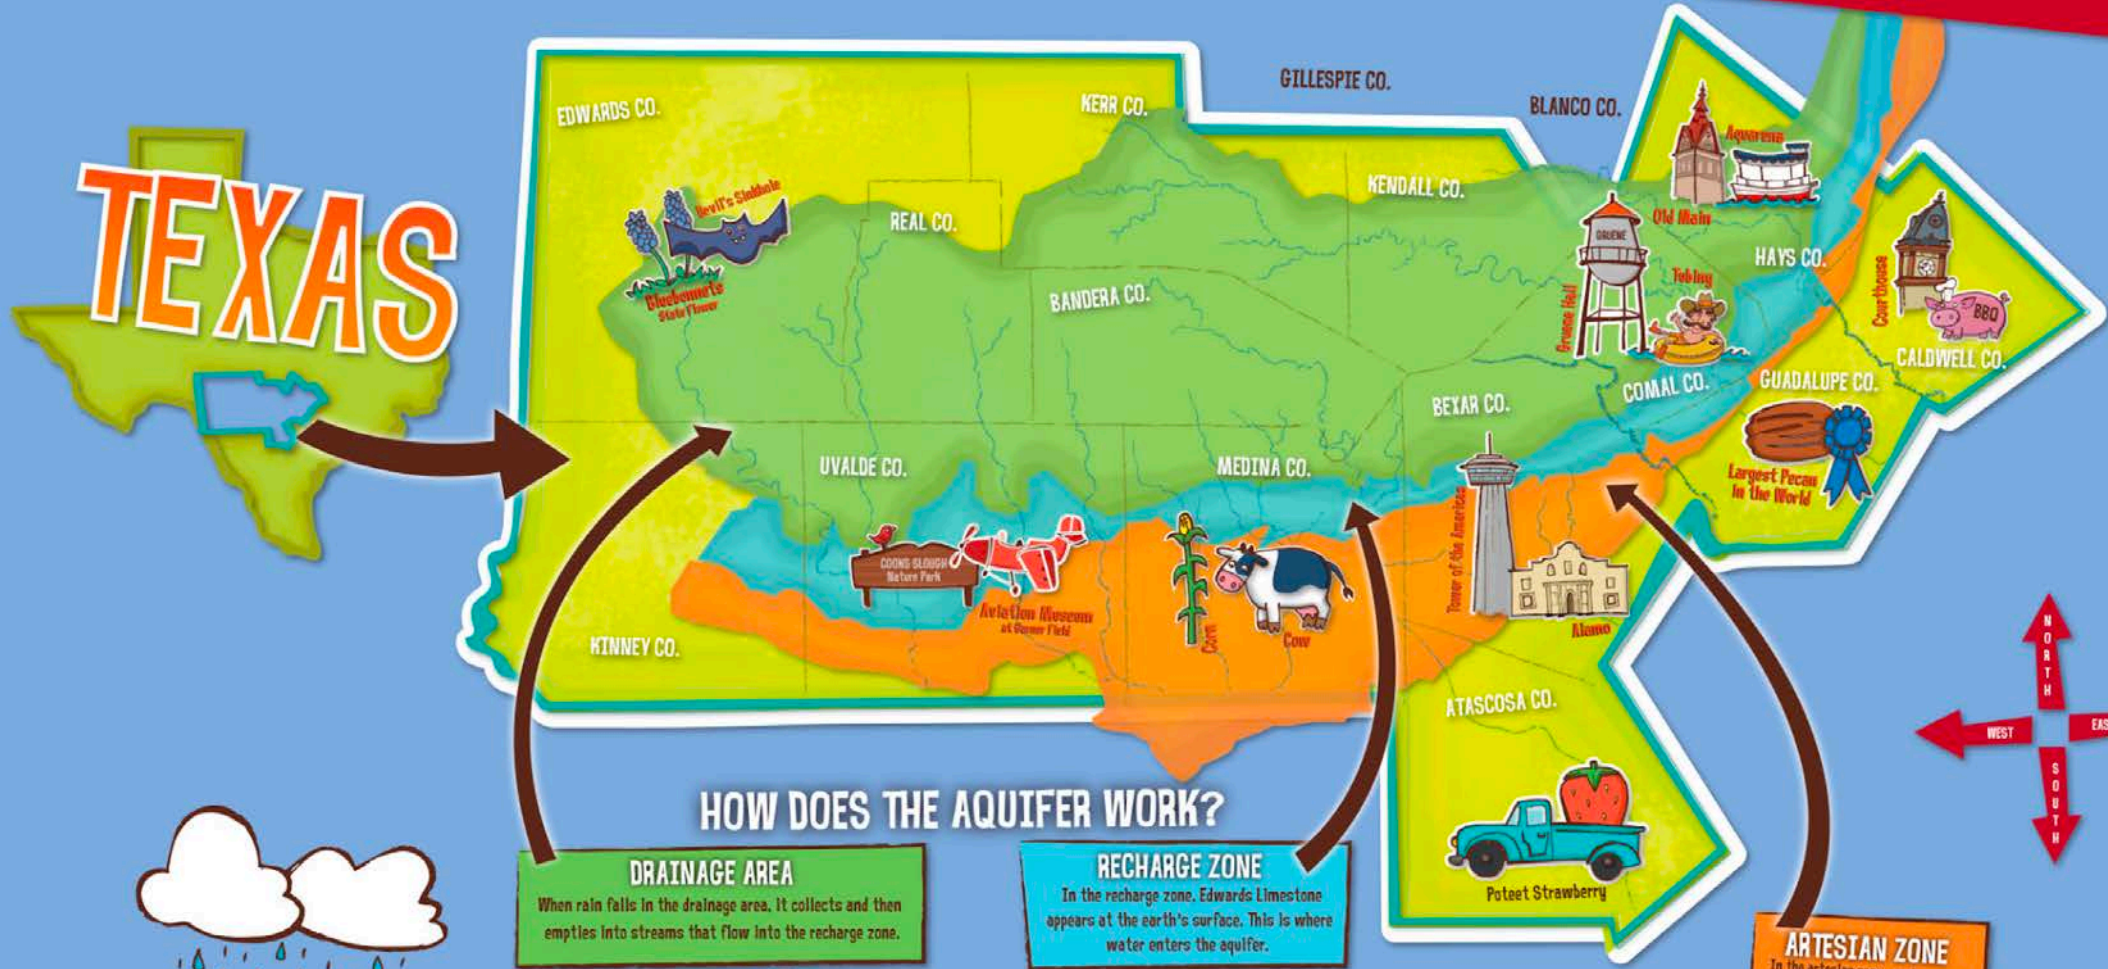 GILLESPIE CO.
BLANCO CO.
EDWARDS CO.
KERR CO.
TEXAS
Aquarena
KENDALL CO.
Devil's Sinkhole
REAL CO.
Old Main
GRUENE
HAYS CO.
Bluebonnets
State Flower
BANDERA CO.
Tubing
Gruene Hall
Courthouse
BBQ
CALDWELL CO.
COMAL CO.
GUADALUPE CO.
BEXAR CO.
UVALDE CO.
MEDINA CO.
Largest Pecan
in the World
COONS SLOUGH
Nature Park
Tower of the Americas
Aviation Museum
at Garner Field
Corn
Cow
Alamo
KINNEY CO.
ATASCOSA CO.
NORTH
WEST
EAS
SOUTH
HOW DOES THE AQUIFER WORK?
Poteet Strawberry
DRAINAGE AREA
When rain falls in the drainage area, it collects and then
empties into streams that flow into the recharge zone.
RECHARGE ZONE
In the recharge zone, Edwards Limestone
appears at the earth's surface. This is where
water enters the aquifer.
ARTESIAN ZONE
In the artesian